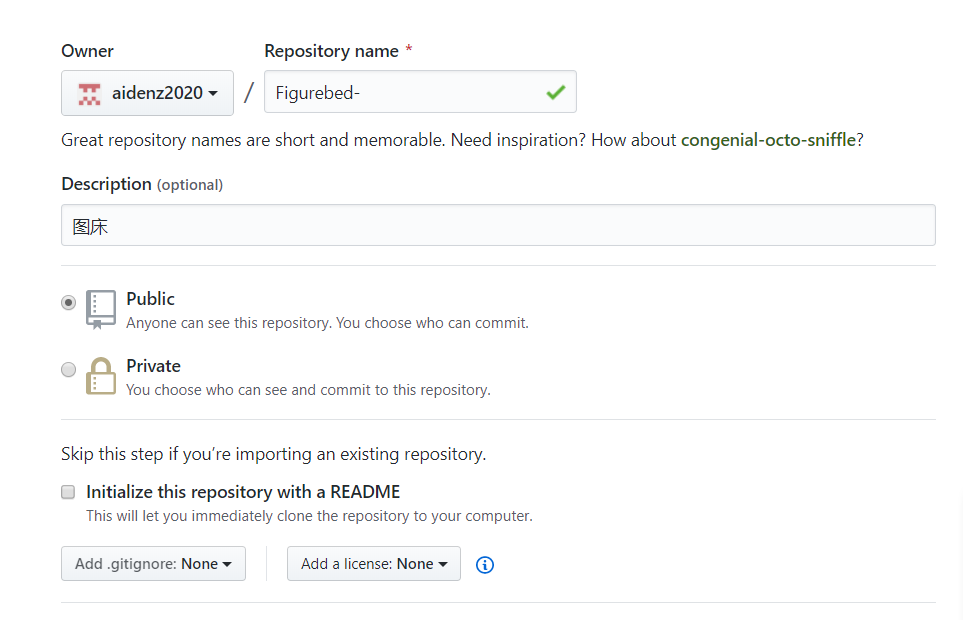 Owner Repository name *
aidenz2020 / Figurebed-
Great repository names are short and memorable. Need inspiration? How about congenial-octo-sniffle?
Description (optional)
图床
Public
Anyone can see this repository. You choose who can commit.
Private
You choose who can see and commit to this repository.
Skip this step if you’re importing an existing repository.
Initialize this repository with a README
This will let you immediately clone the repository to your computer.
Add .gitignore: None Add a license: None